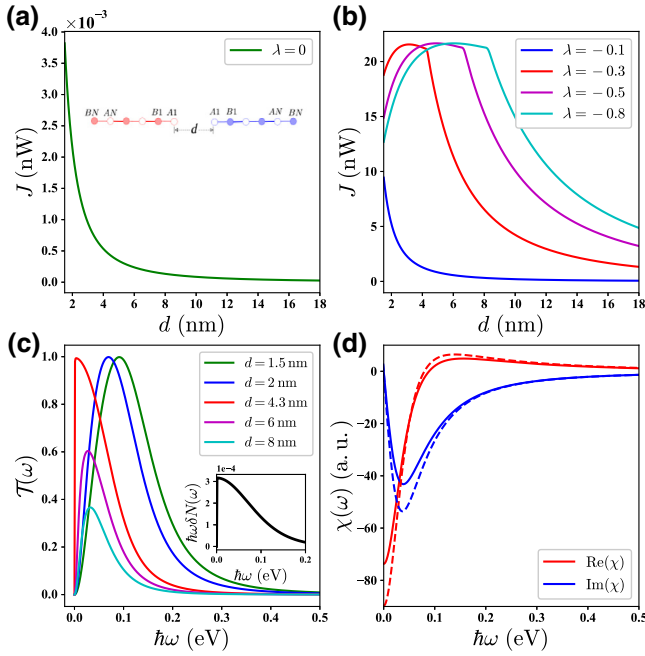 (a)
×10⁻³
4.0
3.5
3.0
2.5
2.0
1.5
1.0
0.5
0.0
J (nW)
λ = 0
BN AN B1 A1 A1 B1 AN BN
d
2 4 6 8 10 12 14 16 18
d (nm)
(b)
20
15
10
5
0
J (nW)
λ = −0.1
λ = −0.3
λ = −0.5
λ = −0.8
2 4 6 8 10 12 14 16 18
d (nm)
(c)
1.0
0.8
0.6
0.4
0.2
0.0
𝒯(ω)
d = 1.5 nm
d = 2 nm
d = 4.3 nm
d = 6 nm
d = 8 nm
1e−4
3
2
1
0
ħωδN(ω)
0.0 0.1 0.2
ħω (eV)
0.0 0.1 0.2 0.3 0.4 0.5
ħω (eV)
(d)
0
−20
−40
−60
−80
χ(ω) (a. u.)
Re(χ)
Im(χ)
0.0 0.1 0.2 0.3 0.4 0.5
ħω (eV)